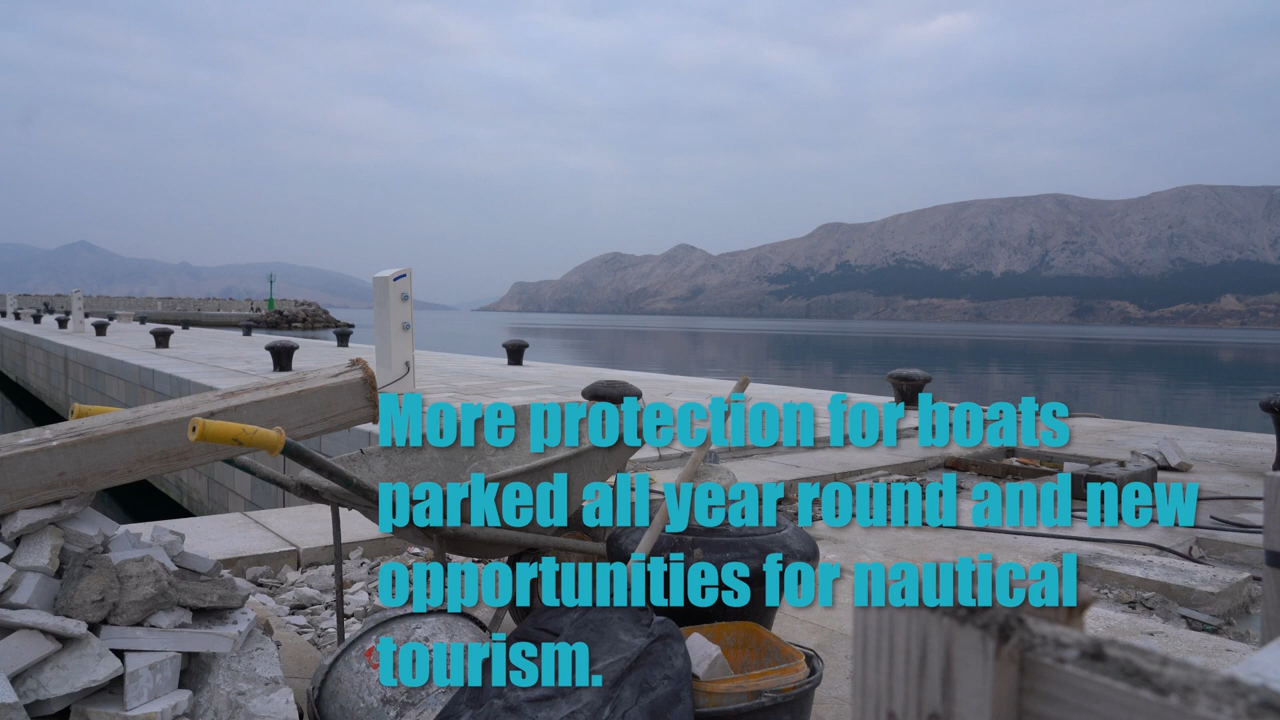 More protection for boats
parked all year round and new
opportunities for nautical
tourism.